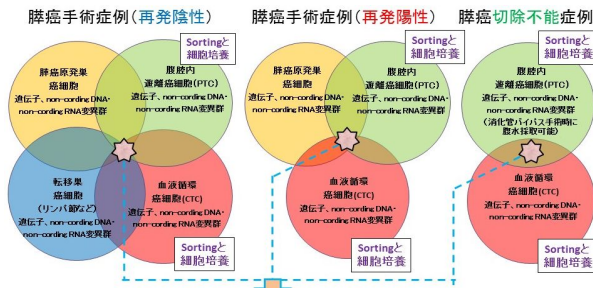 膵癌手術症例(再発陰性)
膵癌手術症例(再発陽性)
膵癌切除不能症例
Sortingと
細胞培養
膵癌原発巣
癌細胞
遺伝子、non-cording DNA・
non-cording RNA変異群
腹腔内
遊離癌細胞(PTC)
遺伝子、non-cording DNA・
non-cording RNA変異群
転移巣
癌細胞
(リンパ節など)
遺伝子、non-cording DNA・
non-cording RNA変異群
血液循環
癌細胞(CTC)
遺伝子、non-cording DNA・
non-cording RNA変異群
Sortingと
細胞培養
Sortingと
細胞培養
膵癌原発巣
癌細胞
遺伝子、non-cording DNA・
non-cording RNA変異群
腹腔内
遊離癌細胞(PTC)
遺伝子、non-cording DNA・
non-cording RNA変異群
血液循環
癌細胞(CTC)
遺伝子、non-cording DNA・
non-cording RNA変異群
Sortingと
細胞培養
Sortingと
細胞培養
腹腔内
遊離癌細胞(PTC)
遺伝子、non-cording DNA・
non-cording RNA変異群
(消化管バイパス手術時に
腹水採取可能)
血液循環
癌細胞(CTC)
遺伝子、non-cording DNA・
non-cording RNA変異群
Sortingと
細胞培養